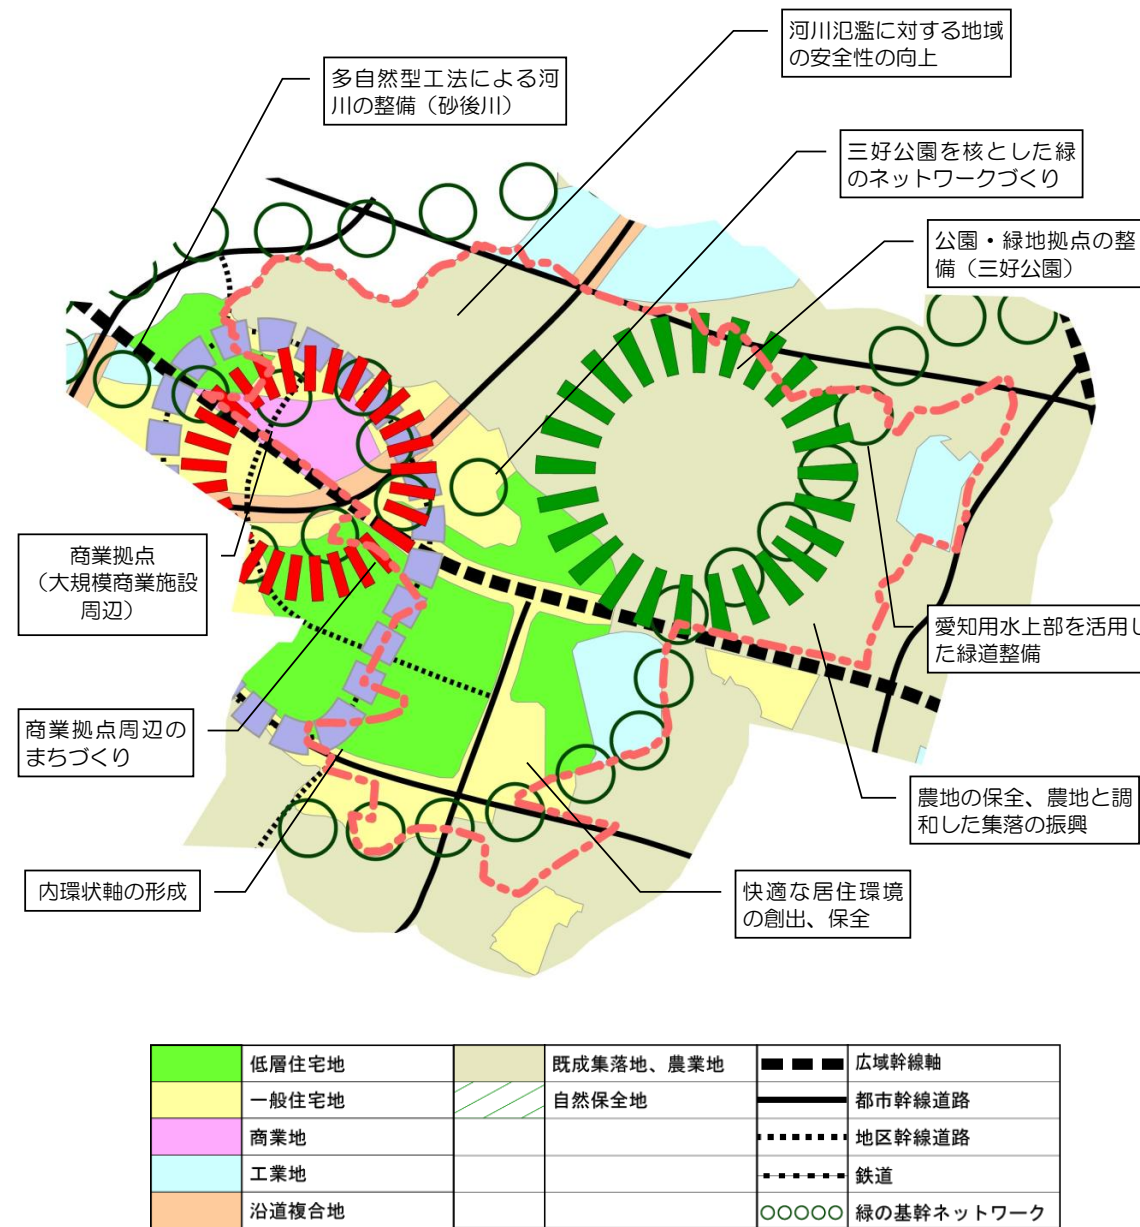 河川氾濫に対する地域
の安全性の向上
多自然型工法による河
川の整備（砂後川）
三好公園を核とした緑
のネットワークづくり
公園・緑地拠点の整
備（三好公園）
商業拠点
（大規模商業施設
周辺）
愛知用水上部を活用し
た緑道整備
商業拠点周辺の
まちづくり
農地の保全、農地と調
和した集落の振興
内環状軸の形成
快適な居住環境
の創出、保全
低層住宅地
既成集落地、農業地
広域幹線軸
一般住宅地
自然保全地
都市幹線道路
商業地
地区幹線道路
工業地
鉄道
沿道複合地
緑の基幹ネットワーク